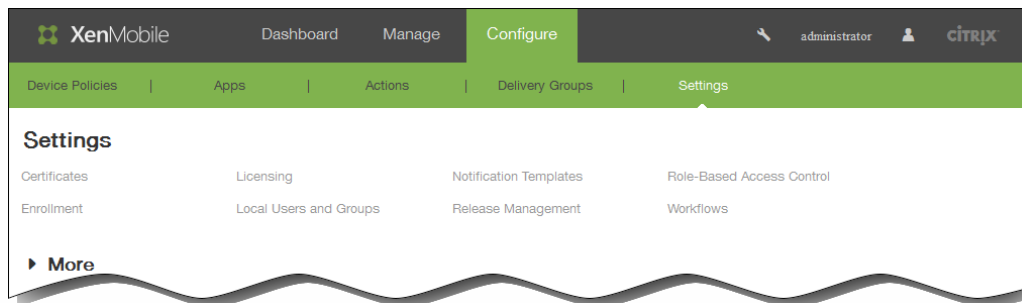 XenMobile Dashboard Manage Configure administrator CITRIX
Device Policies | Apps | Actions | Delivery Groups | Settings
Settings
Certificates Licensing Notification Templates Role-Based Access Control
Enrollment Local Users and Groups Release Management Workflows
More